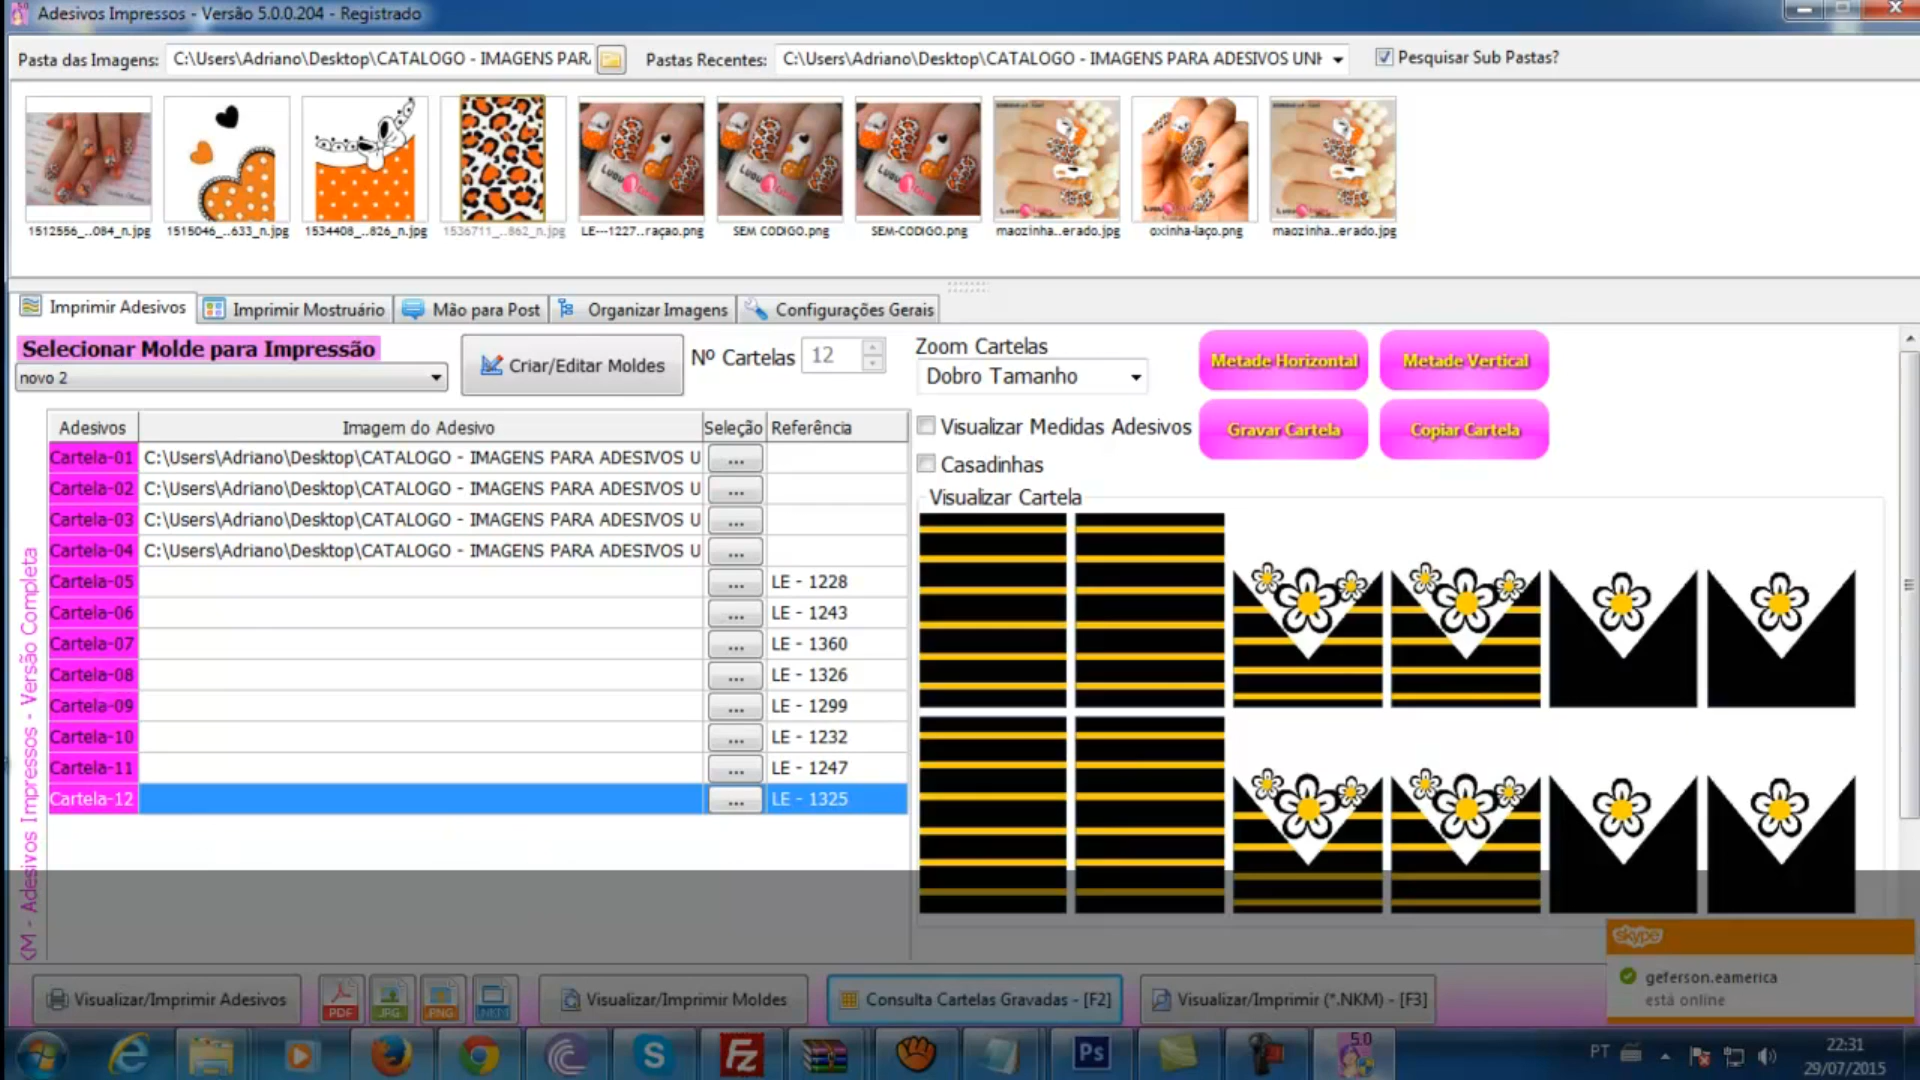 Adesivos Impressos - Versão 5.0.0.204 - Registrado
Pasta das Imagens: C:\Users\Adriano\Desktop\CATALOGO - IMAGENS PAR
Pastas Recentes: C:\Users\Adriano\Desktop\CATALOGO - IMAGENS PARA ADESIVOS UNH
Pesquisar Sub Pastas?
1512556_..084_n.jpg
1515046_..633_n.jpg
1534408_..826_n.jpg
1536711_..862_n.jpg
LE---1227..raçao.png
SEM CODIGO.png
SEM-CODIGO.png
maozinha..erado.jpg
oxinha-laço.png
maozinha..erado.jpg
Imprimir Adesivos
Imprimir Mostruário
Mão para Post
Organizar Imagens
Configurações Gerais
Selecionar Molde para Impressão
novo 2
Criar/Editar Moldes
Nº Cartelas 12
Zoom Cartelas
Dobro Tamanho
Metade Horizontal
Metade Vertical
Gravar Cartela
Copiar Cartela
Visualizar Medidas Adesivos
Casadinhas
Visualizar Cartela
Adesivos Imagem do Adesivo Seleção Referência
Cartela-01 C:\Users\Adriano\Desktop\CATALOGO - IMAGENS PARA ADESIVOS U ...
Cartela-02 C:\Users\Adriano\Desktop\CATALOGO - IMAGENS PARA ADESIVOS U ...
Cartela-03 C:\Users\Adriano\Desktop\CATALOGO - IMAGENS PARA ADESIVOS U ...
Cartela-04 C:\Users\Adriano\Desktop\CATALOGO - IMAGENS PARA ADESIVOS U ...
Cartela-05 ... LE - 1228
Cartela-06 ... LE - 1243
Cartela-07 ... LE - 1360
Cartela-08 ... LE - 1326
Cartela-09 ... LE - 1299
Cartela-10 ... LE - 1232
Cartela-11 ... LE - 1247
Cartela-12 ... LE - 1325
KM - Adesivos Impressos - Versão Completa
skype
geferson.eamerica
está online
Visualizar/Imprimir Adesivos
PDF
JPG
PNG
NKM
Visualizar/Imprimir Moldes
Consulta Cartelas Gravadas - [F2]
Visualizar/Imprimir (*.NKM) - [F3]
S
Fz
Ps
5.0
PT
22:31
29/07/2015